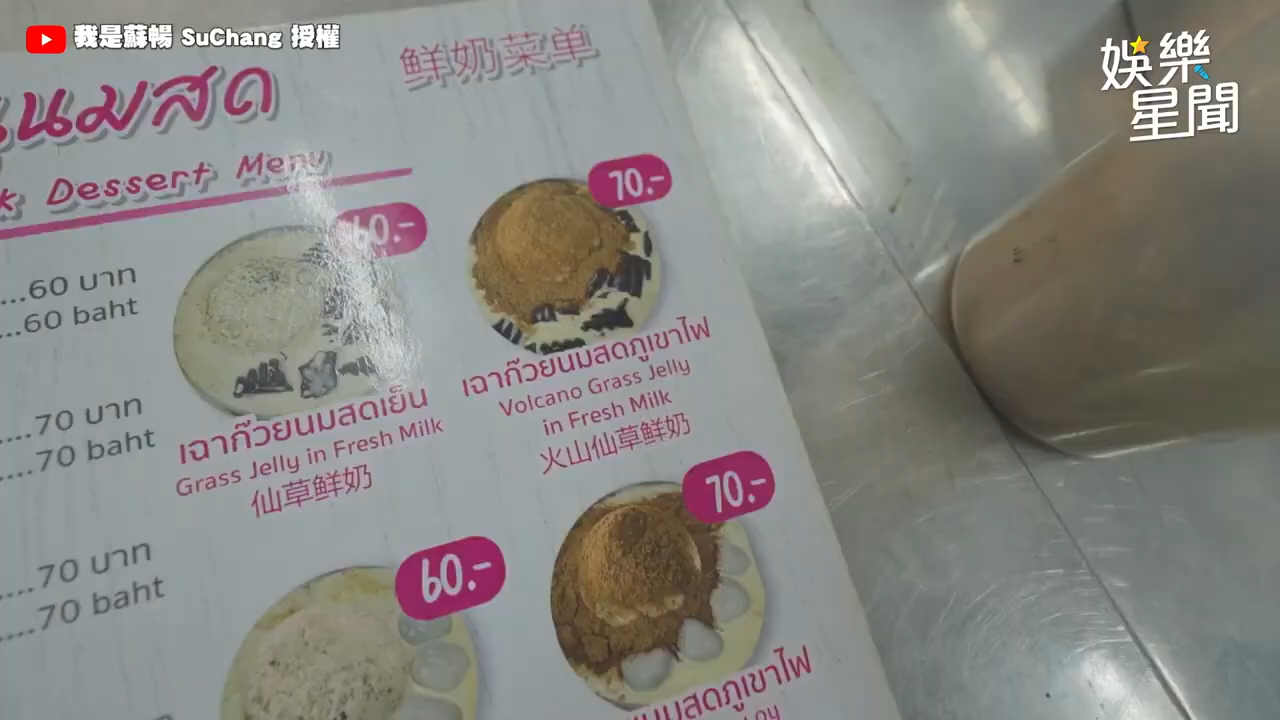 我是蘇暢 SuChang 授權
娛樂
星聞
鲜奶菜单
นมสด
Dessert Menu
...60 บาท
...60 baht
60.-
เฉาก๊วยนมสดเย็น
Grass Jelly in Fresh Milk
仙草鲜奶
70.-
เฉาก๊วยนมสดภูเขาไฟ
Volcano Grass Jelly
in Fresh Milk
火山仙草鲜奶
....70 บาท
....70 baht
60.-
70.-
นมสดภูเขาไฟ
....70 บาท
....70 baht